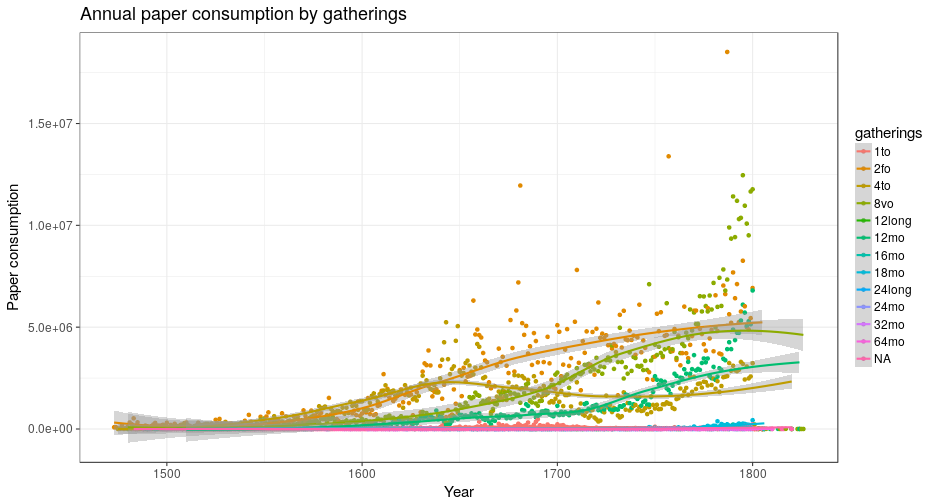 Annual paper consumption by gatherings
Paper consumption
1.5e+07
1.0e+07
5.0e+06
0.0e+00
1500
1600
1700
1800
Year
gatherings
1to
2fo
4to
8vo
12long
12mo
16mo
18mo
24long
24mo
32mo
64mo
NA